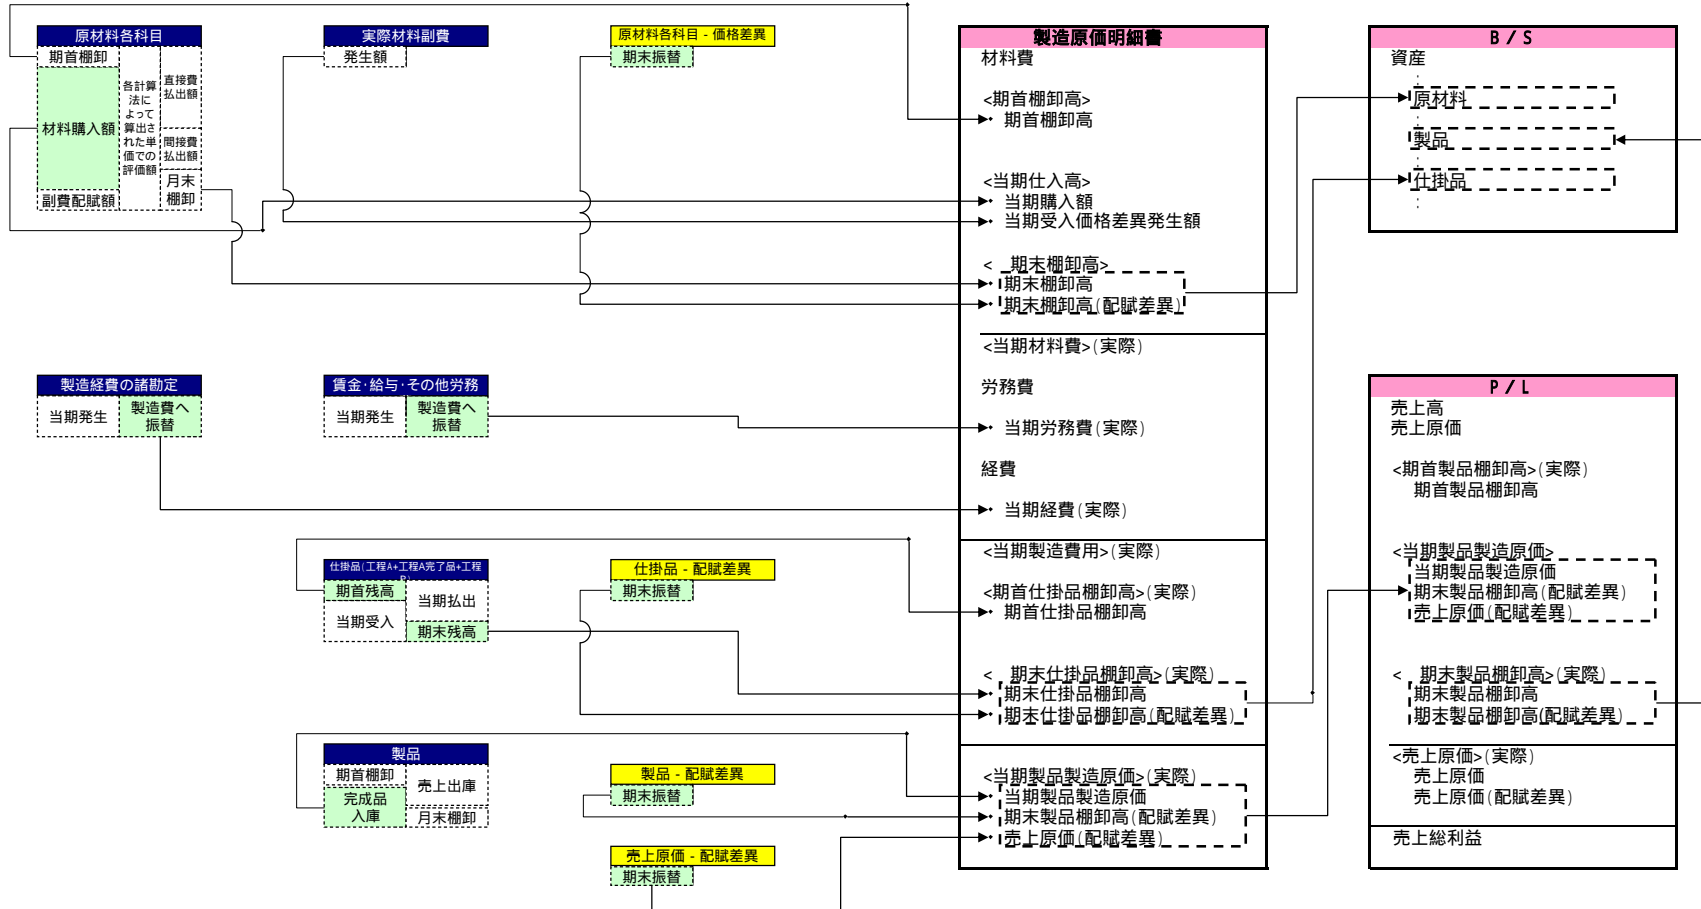 原材料各科目
期首棚卸
材料購入額
副費配賦額
各計算
法に
よって
算出さ
れた単
価での
評価額
直接費
払出額
間接費
払出額
月末
棚卸
実際材料副費
発生額
原材料各科目 - 価格差異
期末振替
製造経費の諸勘定
当期発生
製造費へ
振替
賃金・給与・その他労務
当期発生
製造費へ
振替
仕掛品(工程A+工程A完了品+工程
期首残高
当期受入
当期払出
期末残高
仕掛品 - 配賦差異
期末振替
製品
期首棚卸
完成品
入庫
売上出庫
月末棚卸
製品 - 配賦差異
期末振替
売上原価 - 配賦差異
期末振替
製造原価明細書
材料費
<期首棚卸高>
期首棚卸高
<当期仕入高>
当期購入額
当期受入価格差異発生額
< 期末棚卸高>
期末棚卸高
期末棚卸高(配賦差異)
<当期材料費>(実際)
労務費
当期労務費(実際)
経費
当期経費(実際)
<当期製造費用>(実際)
<期首仕掛品棚卸高>(実際)
期首仕掛品棚卸高
< 期末仕掛品棚卸高>(実際)
期末仕掛品棚卸高
期末仕掛品棚卸高(配賦差異)
<当期製品製造原価>(実際)
当期製品製造原価
期末製品棚卸高(配賦差異)
売上原価(配賦差異)
B / S
資産
原材料
製品
仕掛品
P / L
売上高
売上原価
<期首製品棚卸高>(実際)
期首製品棚卸高
<当期製品製造原価>
当期製品製造原価
期末製品棚卸高(配賦差異)
売上原価(配賦差異)
< 期末製品棚卸高>(実際)
期末製品棚卸高
期末製品棚卸高(配賦差異)
<売上原価>(実際)
売上原価
売上原価(配賦差異)
売上総利益